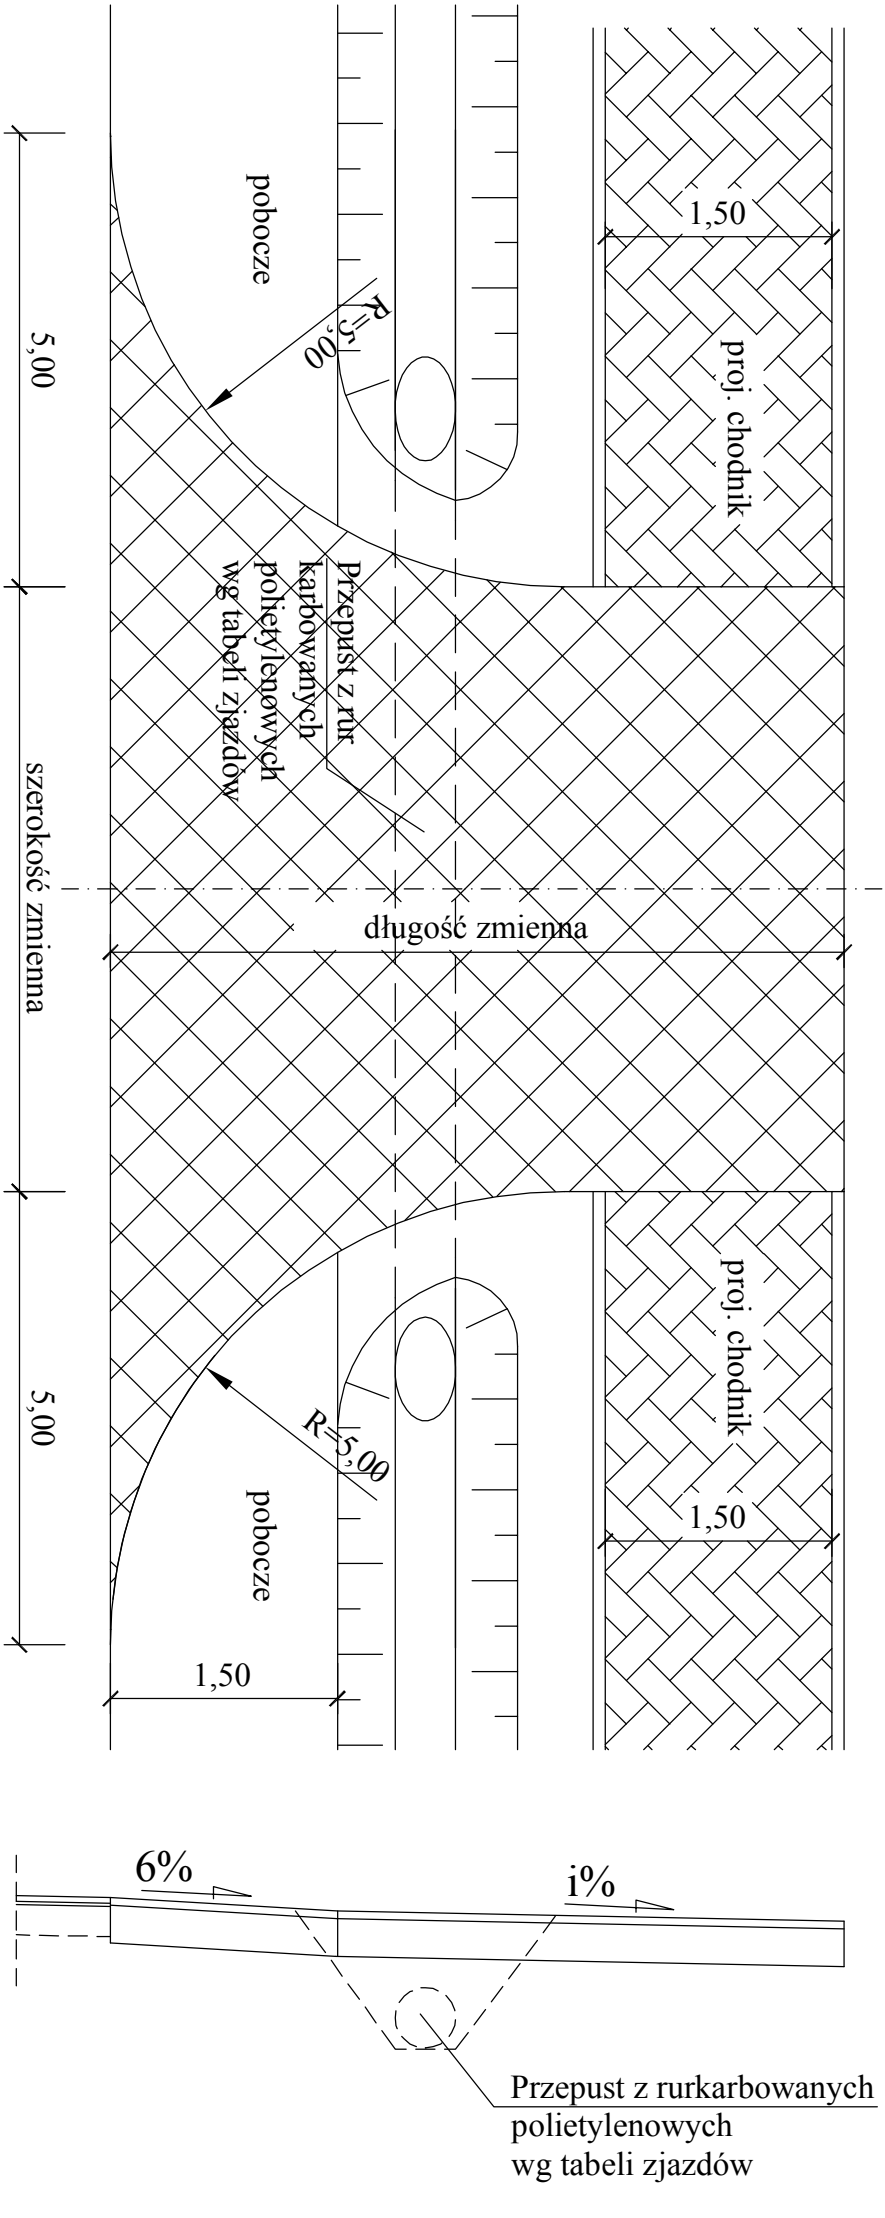 1,50
pobocze
R=5,00
5,00
proj. chodnik
Przepust z rur
karbowanych
polietylenowych
wg tabeli zjazdów
szerokość zmienna
długość zmienna
proj. chodnik
5,00
R=5,00
pobocze
1,50
1,50
6%
i%
Przepust z rurkarbowanych
polietylenowych
wg tabeli zjazdów